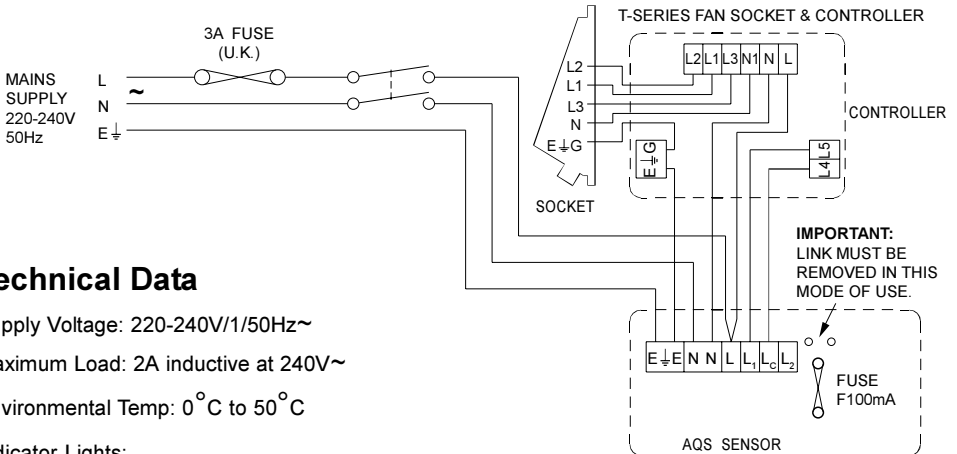 T-SERIES FAN SOCKET & CONTROLLER
3A FUSE
(U.K.)
MAINS
SUPPLY
220-240V
50Hz
L
N
E⏚
~
L2
L1
L3
N
E⏚G
SOCKET
L2 L1 L3 N1 N L
CONTROLLER
E⏚G
L4 L5
IMPORTANT:
LINK MUST BE
REMOVED IN THIS
MODE OF USE.
E⏚E N N L L₁ L_C L₂
FUSE
F100mA
AQS SENSOR
echnical Data
pply Voltage: 220-240V/1/50Hz~
aximum Load: 2A inductive at 240V~
vironmental Temp: 0°C to 50°C
dicator Lights: